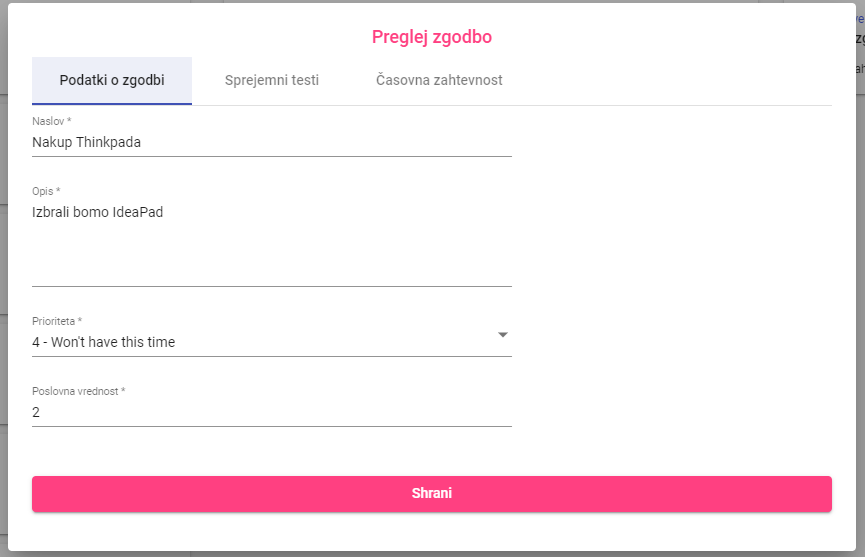 Preglej zgodbo
Podatki o zgodbi
Sprejemni testi
Časovna zahtevnost
Naslov *
Nakup Thinkpada
Opis *
Izbrali bomo IdeaPad
Prioriteta *
4 - Won't have this time
Poslovna vrednost *
2
Shrani